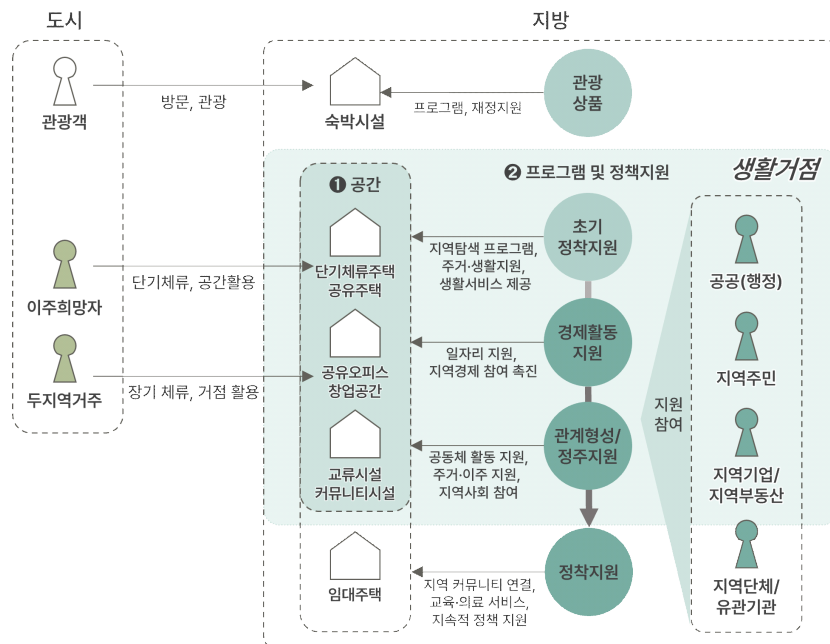 도시
지방
관광객
방문, 관광
숙박시설
프로그램, 재정지원
관광
상품
생활거점
❶ 공간
❷ 프로그램 및 정책지원
이주희망자
단기체류, 공간활용
단기체류주택
공유주택
지역탐색 프로그램,
주거·생활지원,
생활서비스 제공
초기
정착지원
두지역거주
장기 체류, 거점 활용
공유오피스
창업공간
일자리 지원,
지역경제 참여 촉진
경제활동
지원
교류시설
커뮤니티시설
공동체 활동 지원,
주거·이주 지원,
지역사회 참여
관계형성/
정주지원
임대주택
지역 커뮤니티 연결,
교육·의료 서비스,
지속적 정책 지원
정착지원
지원
참여
공공(행정)
지역주민
지역기업/
지역부동산
지역단체/
유관기관